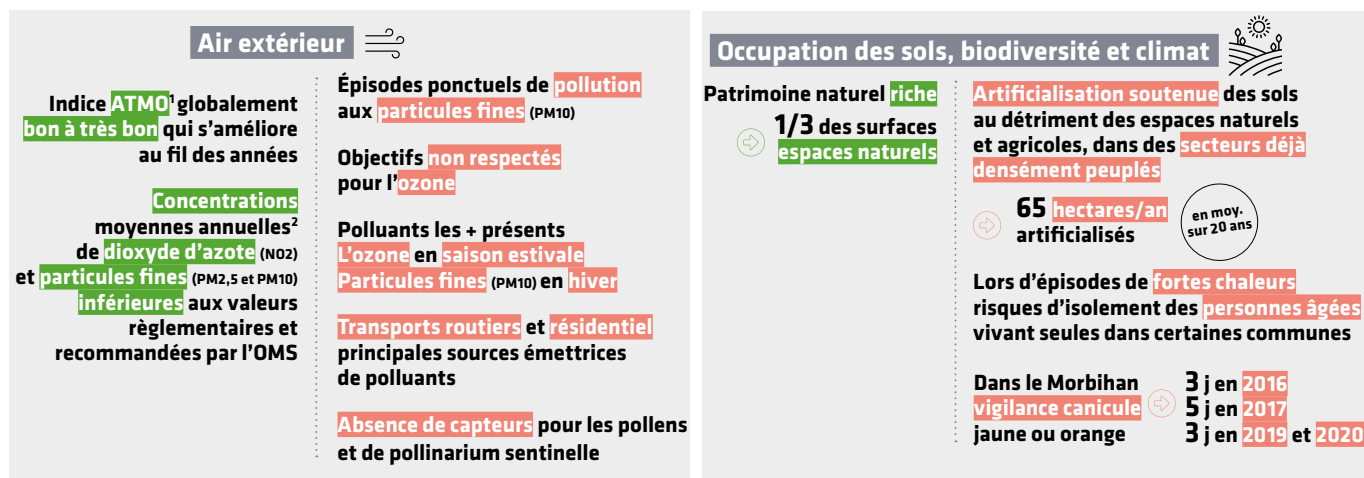 Air extérieur
Indice ATMO¹ globalement
bon à très bon qui s'améliore
au fil des années
Concentrations
moyennes annuelles²
de dioxyde d'azote (NO2)
et particules fines (PM2,5 et PM10)
inférieures aux valeurs
règlementaires et
recommandées par l'OMS
Épisodes ponctuels de pollution
aux particules fines (PM10)
Objectifs non respectés
pour l'ozone
Polluants les + présents
L'ozone en saison estivale
Particules fines (PM10) en hiver
Transports routiers et résidentiel
principales sources émettrices
de polluants
Absence de capteurs pour les pollens
et de pollinarium sentinelle
Occupation des sols, biodiversité et climat
Patrimoine naturel riche
1/3 des surfaces
espaces naturels
Artificialisation soutenue des sols
au détriment des espaces naturels
et agricoles, dans des secteurs déjà
densément peuplés
65 hectares/an
artificialisés
en moy.
sur 20 ans
Lors d'épisodes de fortes chaleurs
risques d'isolement des personnes âgées
vivant seules dans certaines communes
Dans le Morbihan
vigilance canicule
jaune ou orange
3 j en 2016
5 j en 2017
3 j en 2019 et 2020